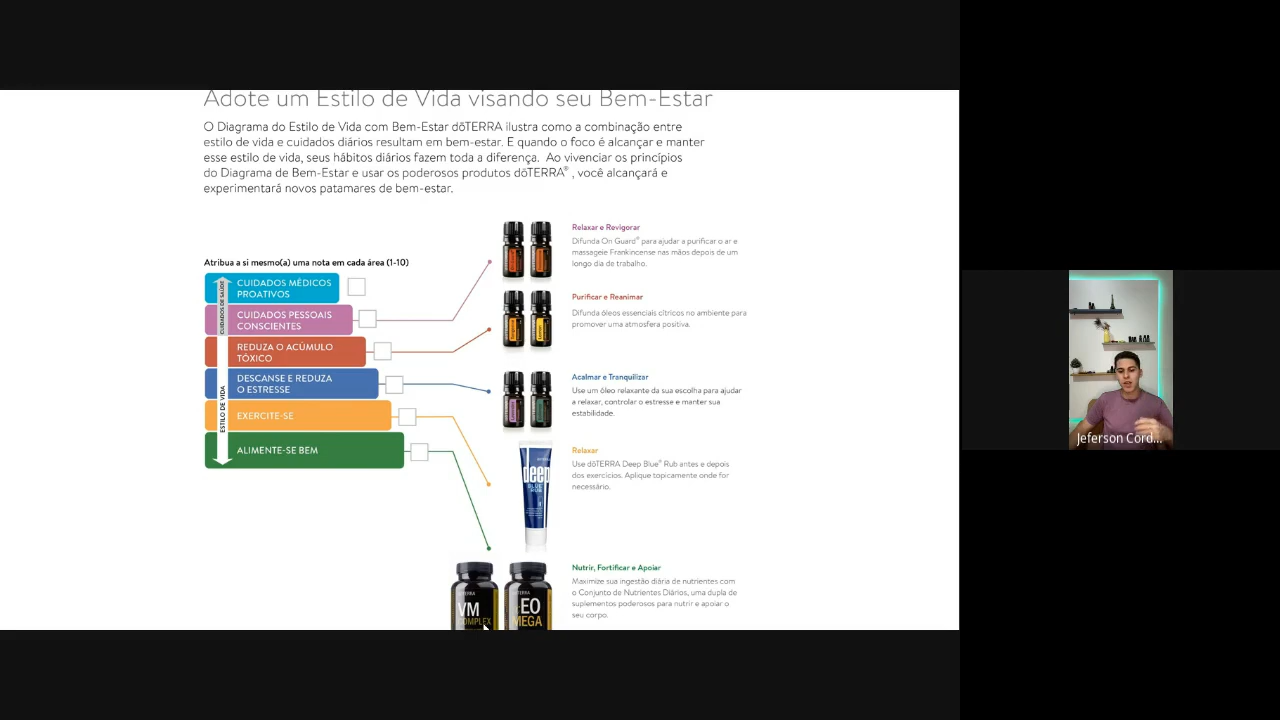 Adote um Estilo de Vida visando seu Bem-Estar
O Diagrama do Estilo de Vida com Bem-Estar dōTERRA ilustra como a combinação entre
estilo de vida e cuidados diários resultam em bem-estar. E quando o foco é alcançar e manter
esse estilo de vida, seus hábitos diários fazem toda a diferença. Ao vivenciar os princípios
do Diagrama de Bem-Estar e usar os poderosos produtos dōTERRA®, você alcançará e
experimentará novos patamares de bem-estar.
Atribua a si mesmo(a) uma nota em cada área (1-10)
CUIDADOS DE SAÚDE
ESTILO DE VIDA
CUIDADOS MÉDICOS
PROATIVOS
CUIDADOS PESSOAIS
CONSCIENTES
REDUZA O ACÚMULO
TÓXICO
DESCANSE E REDUZA
O ESTRESSE
EXERCITE-SE
ALIMENTE-SE BEM
Relaxar e Revigorar
Difunda On Guard® para ajudar a purificar o ar e
massageie Frankincense nas mãos depois de um
longo dia de trabalho.
Purificar e Reanimar
Difunda óleos essenciais cítricos no ambiente para
promover uma atmosfera positiva.
Acalmar e Tranquilizar
Use um óleo relaxante da sua escolha para ajudar
a relaxar, controlar o estresse e manter sua
estabilidade.
deep
BLUE
RUB
Relaxar
Use dōTERRA Deep Blue® Rub antes e depois
dos exercícios. Aplique topicamente onde for
necessário.
VM
COMPLEX
EO
MEGA
Nutrir, Fortificar e Apoiar
Maximize sua ingestão diária de nutrientes com
o Conjunto de Nutrientes Diários, uma dupla de
suplementos poderosos para nutrir e apoiar o
seu corpo.
Jeferson Cord...